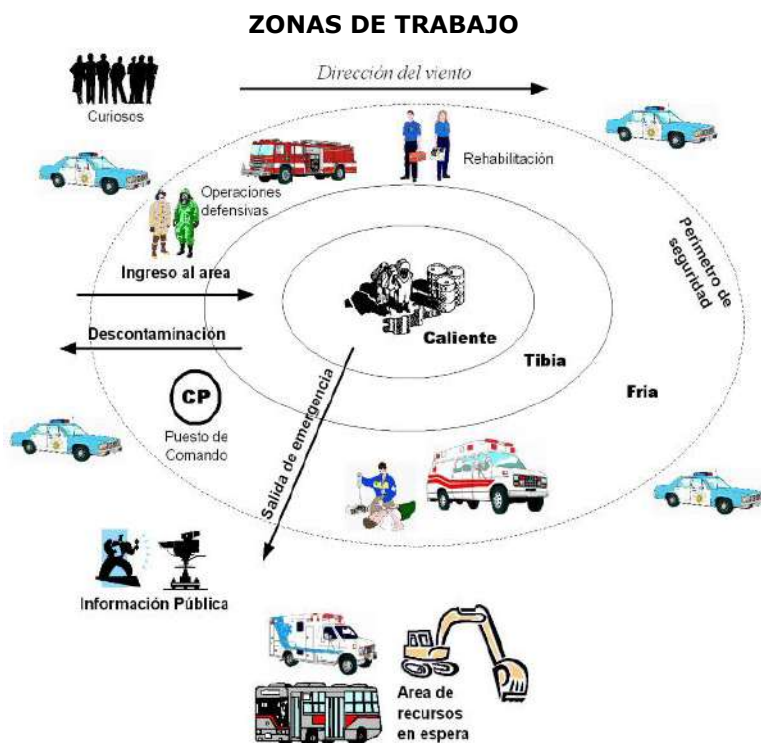 ZONAS DE TRABAJO
Dirección del viento
Curiosos
Rehabilitación
Operaciones
defensivas
Perímetro de
seguridad
Ingreso al area
Descontaminación
Caliente
Tibia
Fria
CP
Puesto de
Comando
Salida de emergencia
Información Pública
Area de
recursos
en espera